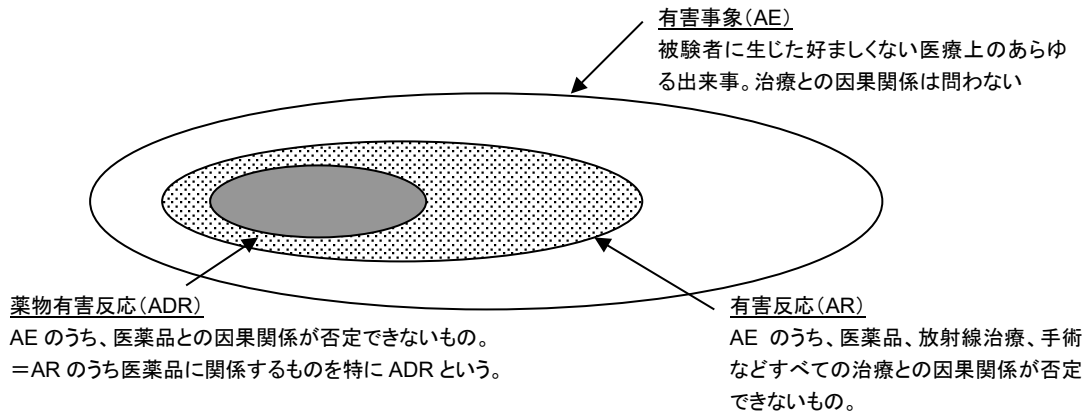 有害事象(AE)
被験者に生じた好ましくない医療上のあらゆ
る出来事。治療との因果関係は問わない
薬物有害反応(ADR)
AE のうち、医薬品との因果関係が否定できないもの。
=AR のうち医薬品に関係するものを特に ADR という。
有害反応(AR)
AE のうち、医薬品、放射線治療、手術
などすべての治療との因果関係が否定
できないもの。